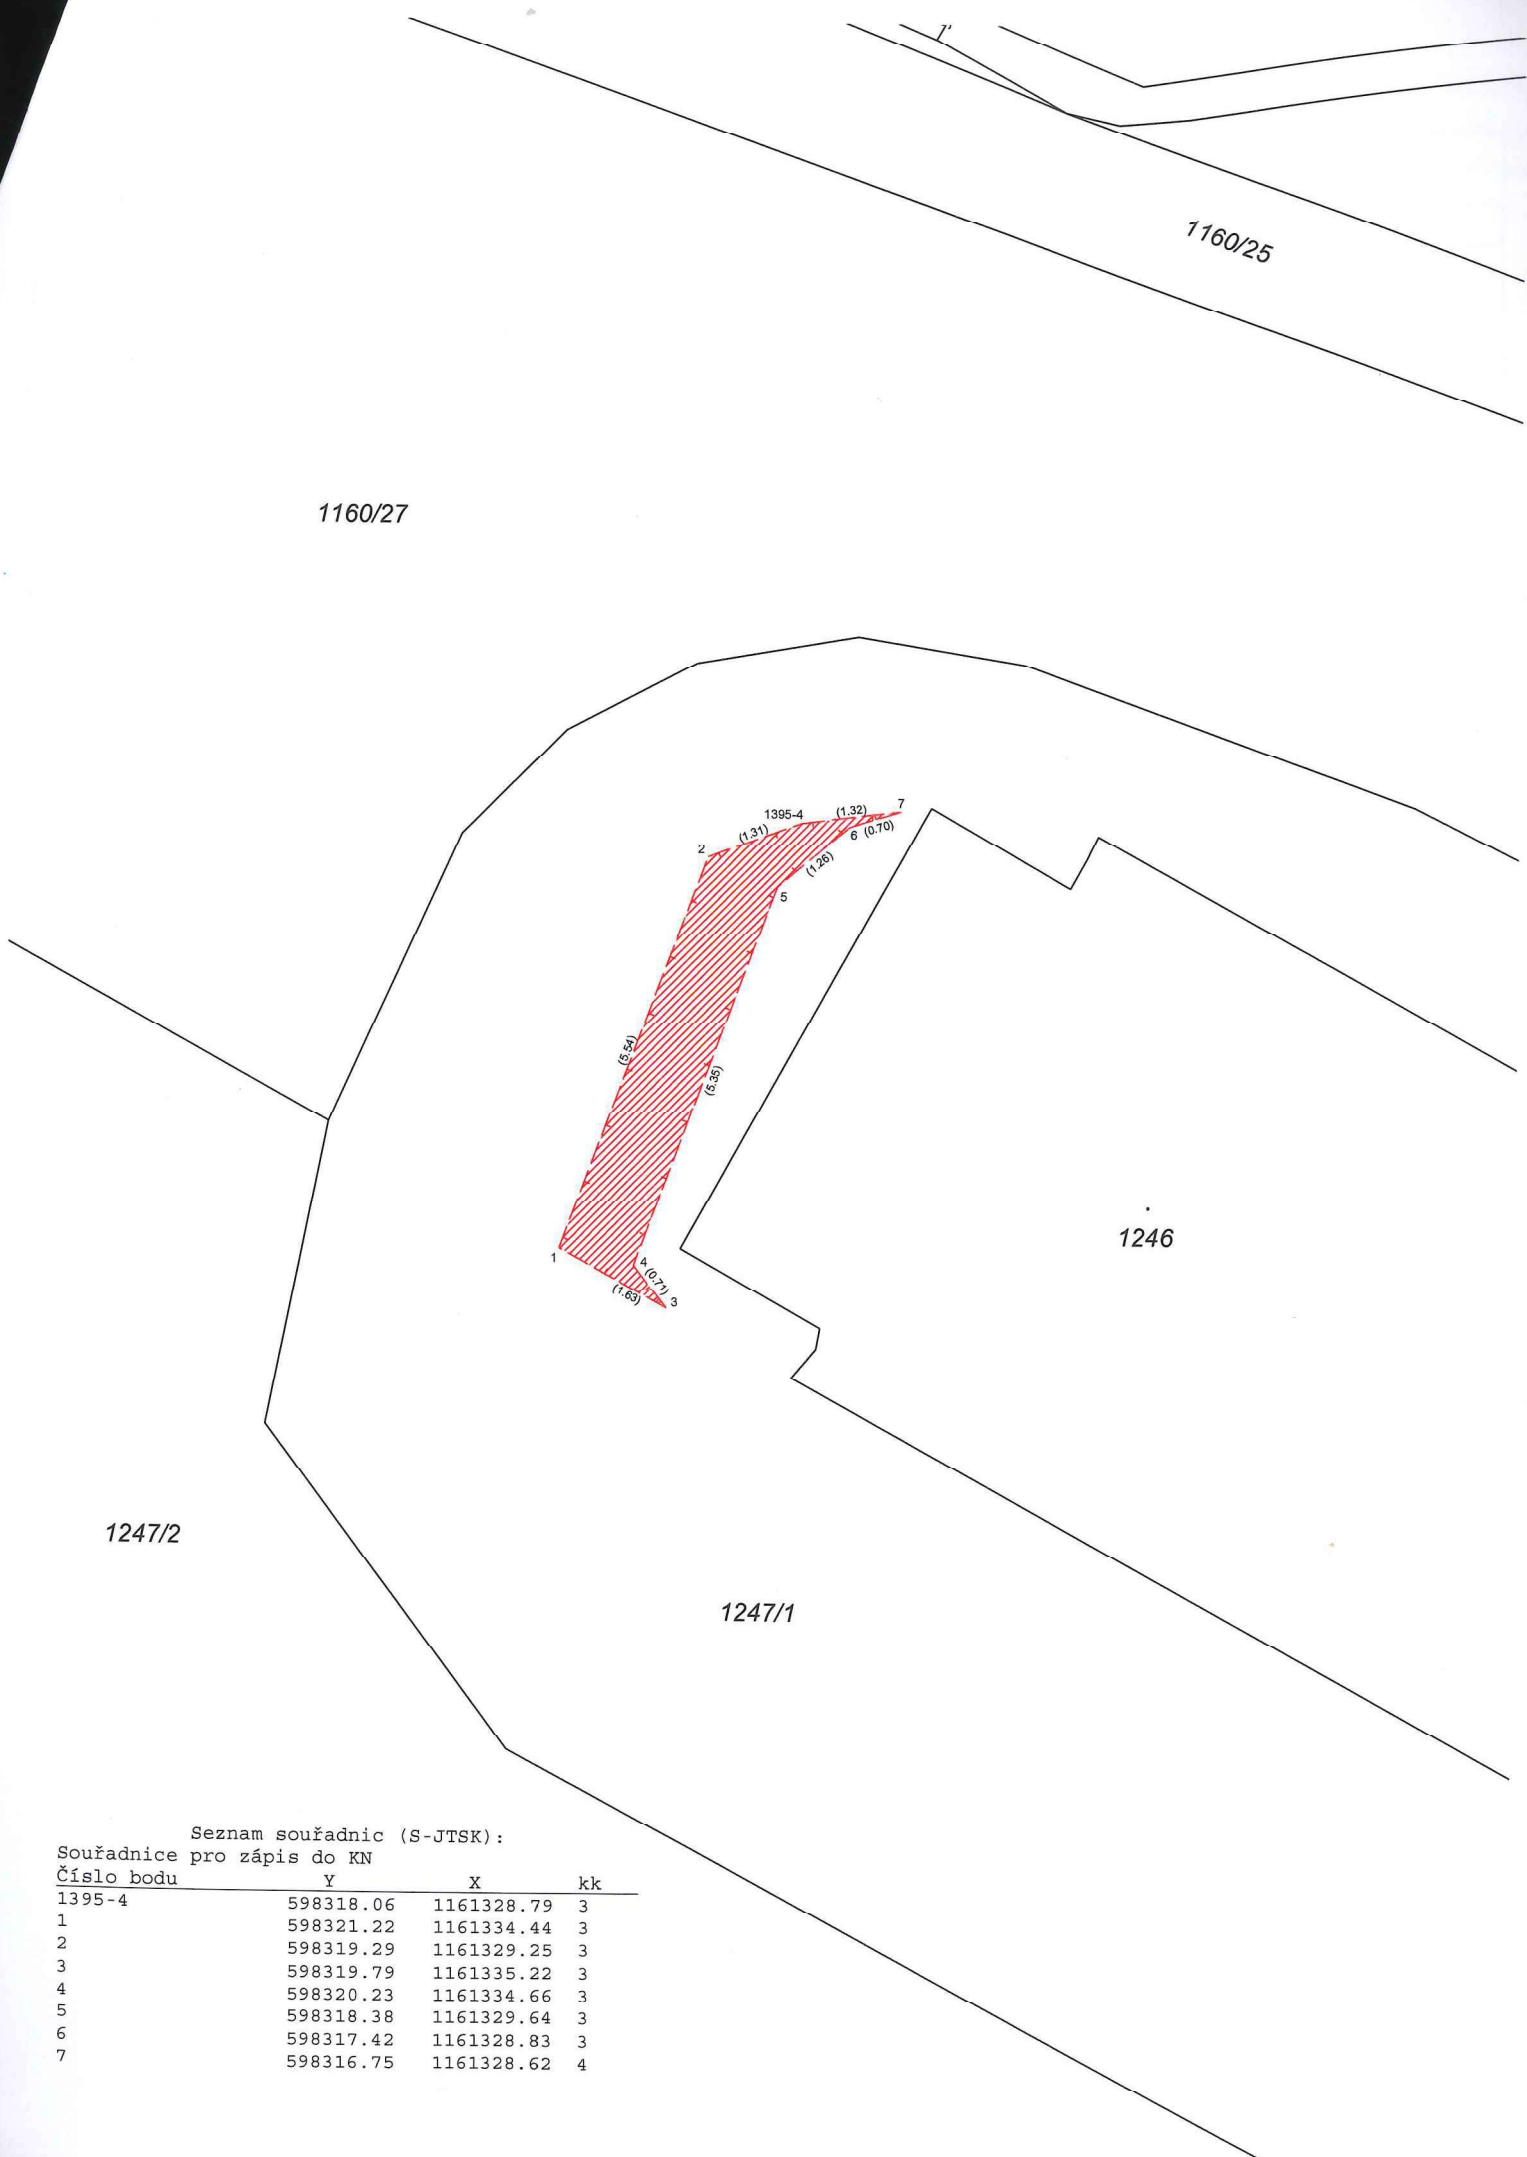 1160/25
1160/27
1395-4
(1.32)
7
(1.31)
6
(0.70)
2
(1.26)
5
(5.54)
(5.35)
1246
1
4
(0.71)
(1.63)
3
1247/2
1247/1
Seznam souřadnic (S-JTSK):
Souřadnice pro zápis do KN
Číslo bodu Y X kk
1395-4 598318.06 1161328.79 3
1 598321.22 1161334.44 3
2 598319.29 1161329.25 3
3 598319.79 1161335.22 3
4 598320.23 1161334.66 3
5 598318.38 1161329.64 3
6 598317.42 1161328.83 3
7 598316.75 1161328.62 4